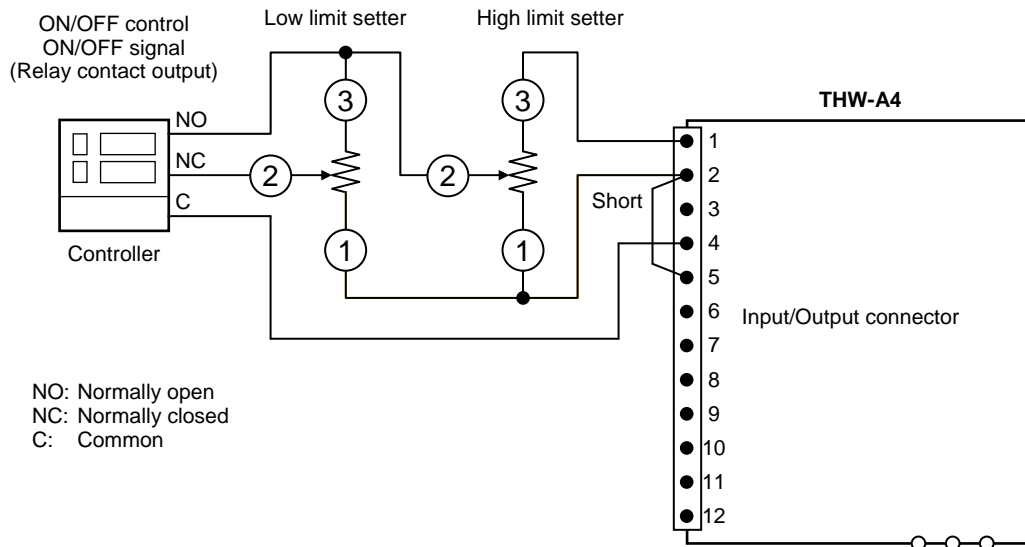 ON/OFF control
ON/OFF signal
(Relay contact output)
Low limit setter
High limit setter
THW-A4
NO
NC
C
Controller
3
2
1
3
2
1
Short
1
2
3
4
5
6
7
8
9
10
11
12
Input/Output connector
NO: Normally open
NC: Normally closed
C: Common